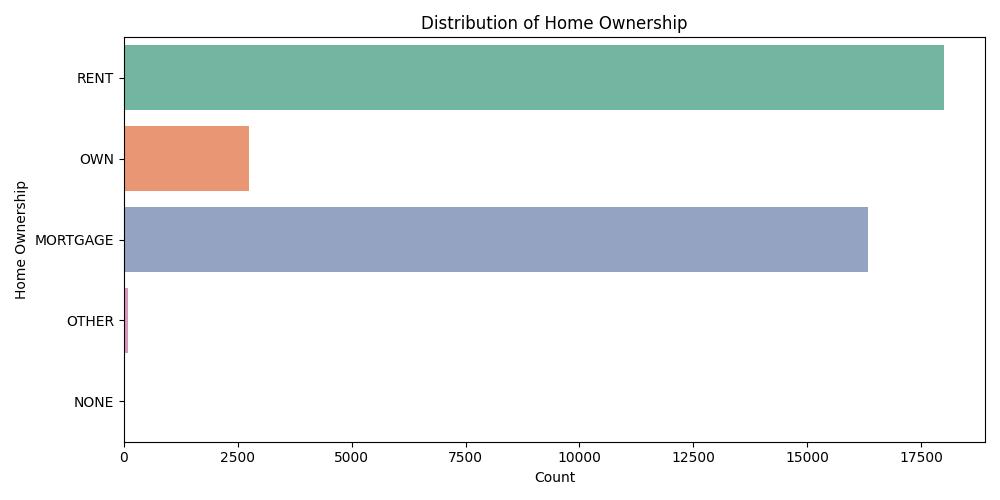 Distribution of Home Ownership
Home Ownership
RENT
OWN
MORTGAGE
OTHER
NONE
0 2500 5000 7500 10000 12500 15000 17500
Count